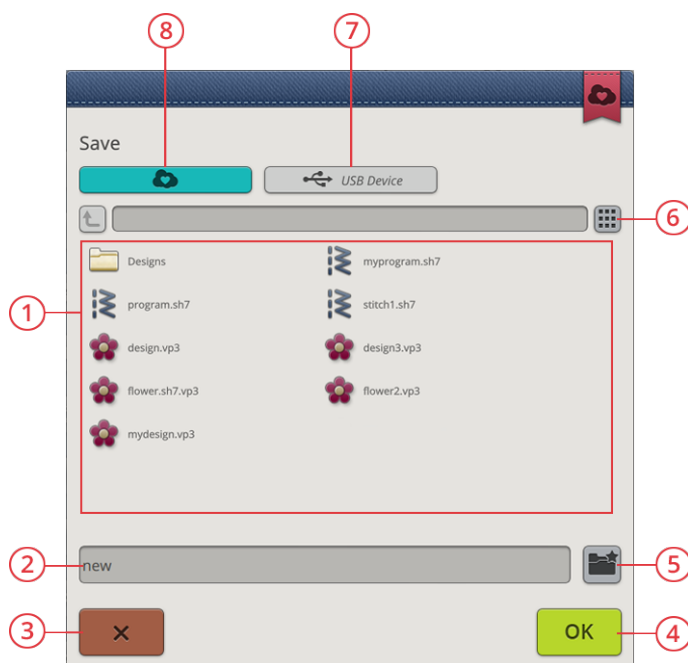 8 7
Save
USB Device
6
Designs myprogram.sh7
1
program.sh7 stitch1.sh7
design.vp3 design3.vp3
flower.sh7.vp3 flower2.vp3
mydesign.vp3
2 new 5
3 OK 4